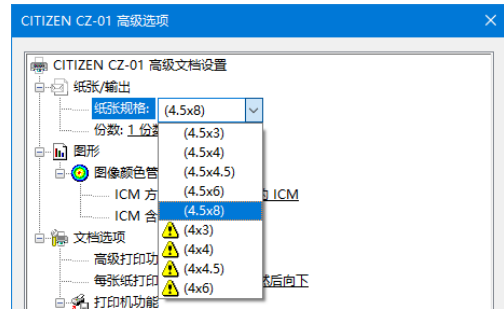 CITIZEN CZ-01 高级选项
CITIZEN CZ-01 高级文档设置
纸张/输出
纸张规格: (4.5x8)
份数: 1 份
(4.5x3)
图形
(4.5x4)
图像颜色管
(4.5x4.5)
ICM 方
(4.5x6)
ICM
ICM 含
(4.5x8)
文档选项
(4x3)
高级打印功
(4x4)
每张纸打印
(4x4.5)
然后向下
打印机功能
(4x6)